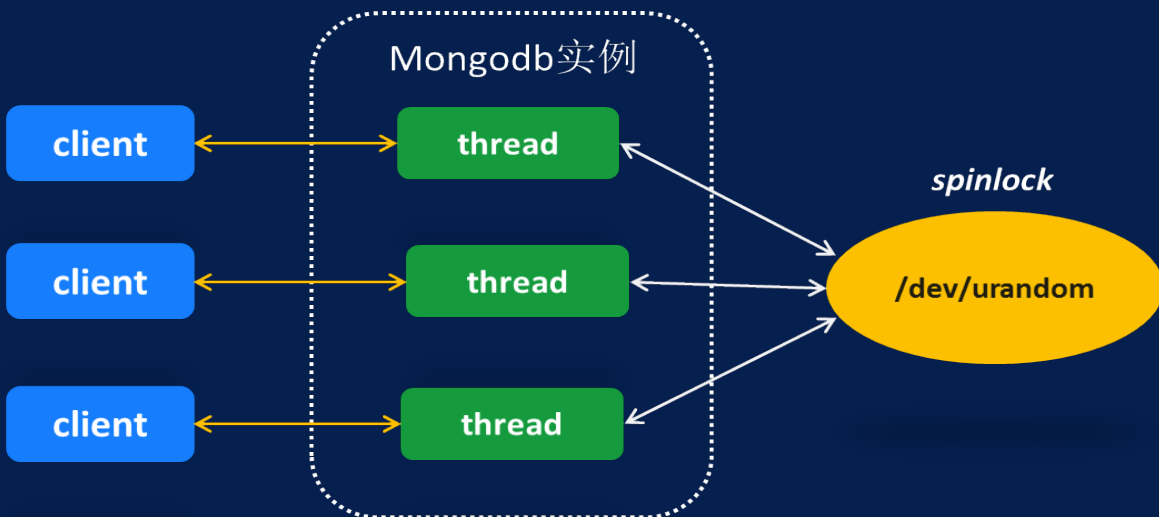 Mongodb实例
client
thread
spinlock
client
thread
/dev/urandom
client
thread